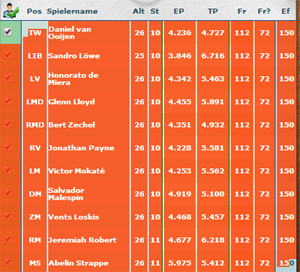 Pos Spielername Alt St EP TP Fr Fr? Ef
TW Daniel van Doijen 26 10 4.236 4.727 112 72 150
LIB Sandro Löwe 25 10 3.846 6.716 112 72 150
LV Honorato de Miera 26 10 4.342 5.463 112 72 150
LMD Glenn Lloyd 26 10 4.455 5.891 112 72 150
RMD Bert Zechel 26 10 4.351 4.932 112 72 150
RV Jonathan Payne 26 10 4.228 5.581 112 72 150
LM Victor Mokaté 26 10 4.253 5.562 112 72 150
DM Salvador Malespin 26 10 4.919 5.100 112 72 150
ZM Vents Loskis 26 10 4.468 5.457 112 72 150
RM Jeremiah Robert 26 11 4.677 6.218 112 72 150
MS Abelin Strappe 26 11 5.975 5.412 112 72 150